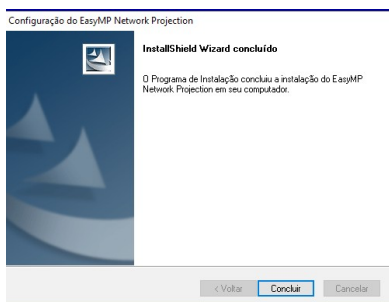 Configuração do EasyMP Network Projection
InstallShield Wizard concluído
O Programa de Instalação concluiu a instalação do EasyMP
Network Projection em seu computador.
< Voltar
Concluir
Cancelar